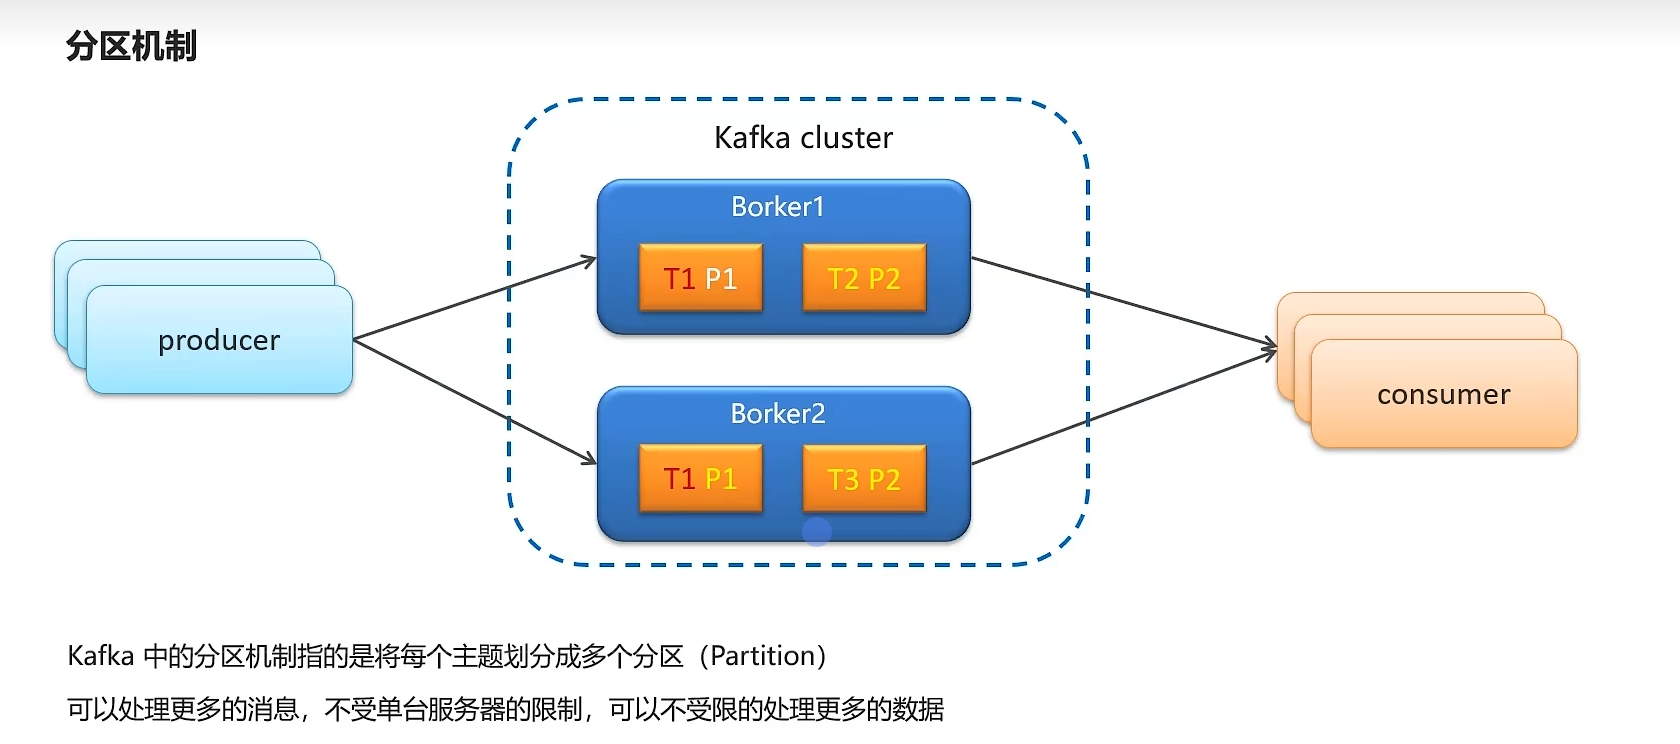 分区机制
Kafka cluster
Borker1
T1 P1
T2 P2
producer
consumer
Borker2
T1 P1
T3 P2
Kafka 中的分区机制指的是将每个主题划分成多个分区（Partition）
可以处理更多的消息，不受单台服务器的限制，可以不受限的处理更多的数据